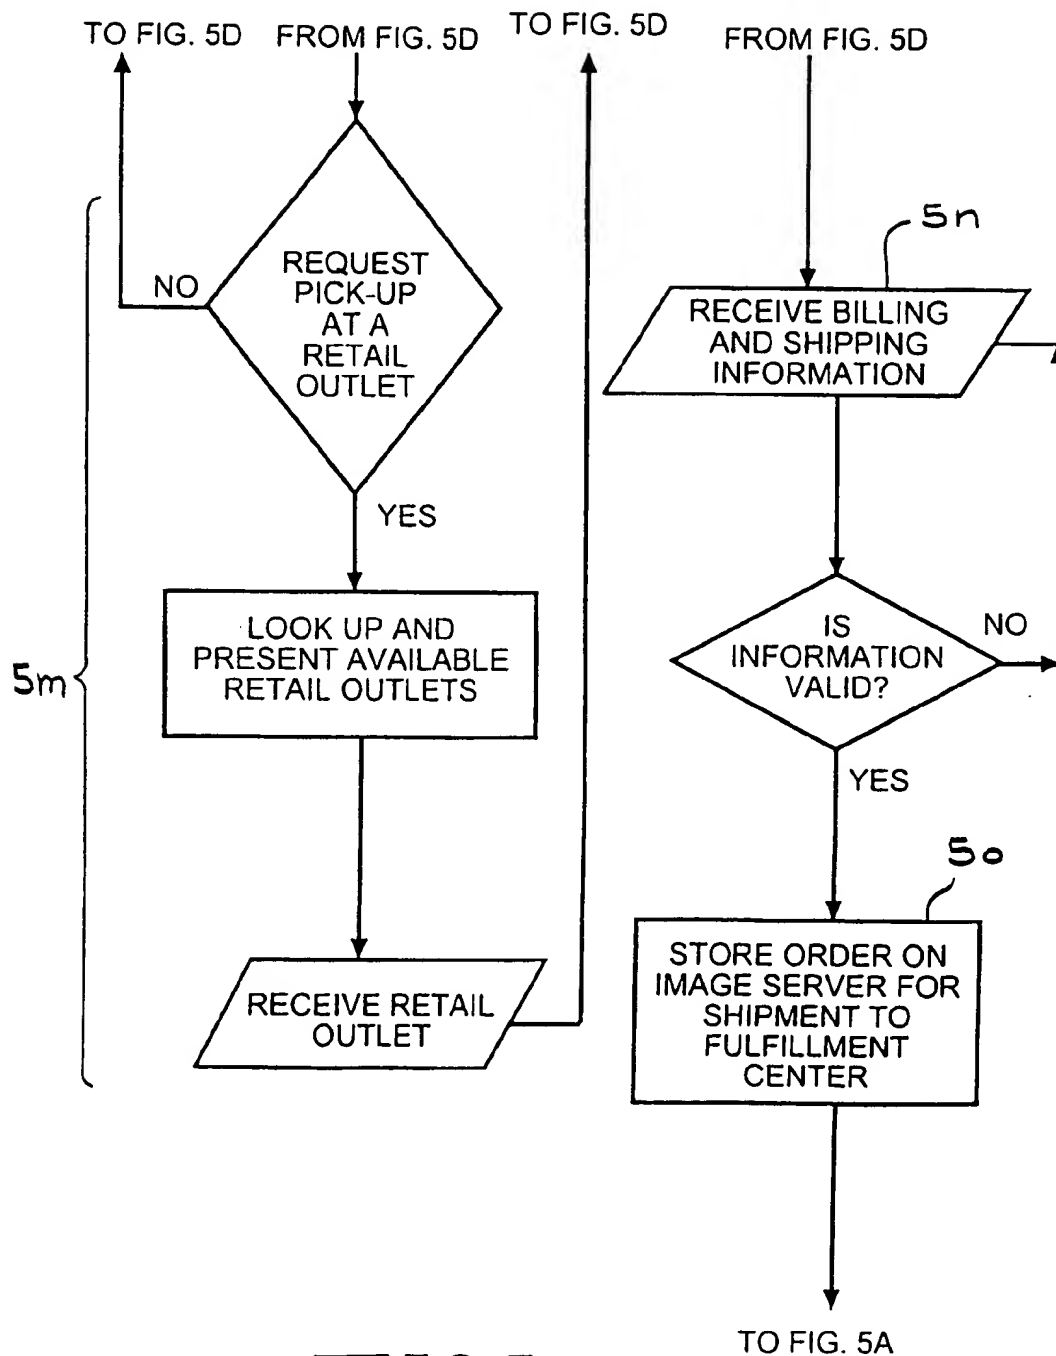 TO FIG. 5D
FROM FIG. 5D
TO FIG. 5D
FROM FIG. 5D
REQUEST
PICK-UP
AT A
RETAIL
OUTLET
NO
YES
5m
LOOK UP AND
PRESENT AVAILABLE
RETAIL OUTLETS
RECEIVE RETAIL
OUTLET
5n
RECEIVE BILLING
AND SHIPPING
INFORMATION
IS
INFORMATION
VALID?
NO
YES
5o
STORE ORDER ON
IMAGE SERVER FOR
SHIPMENT TO
FULFILLMENT
CENTER
TO FIG. 5A